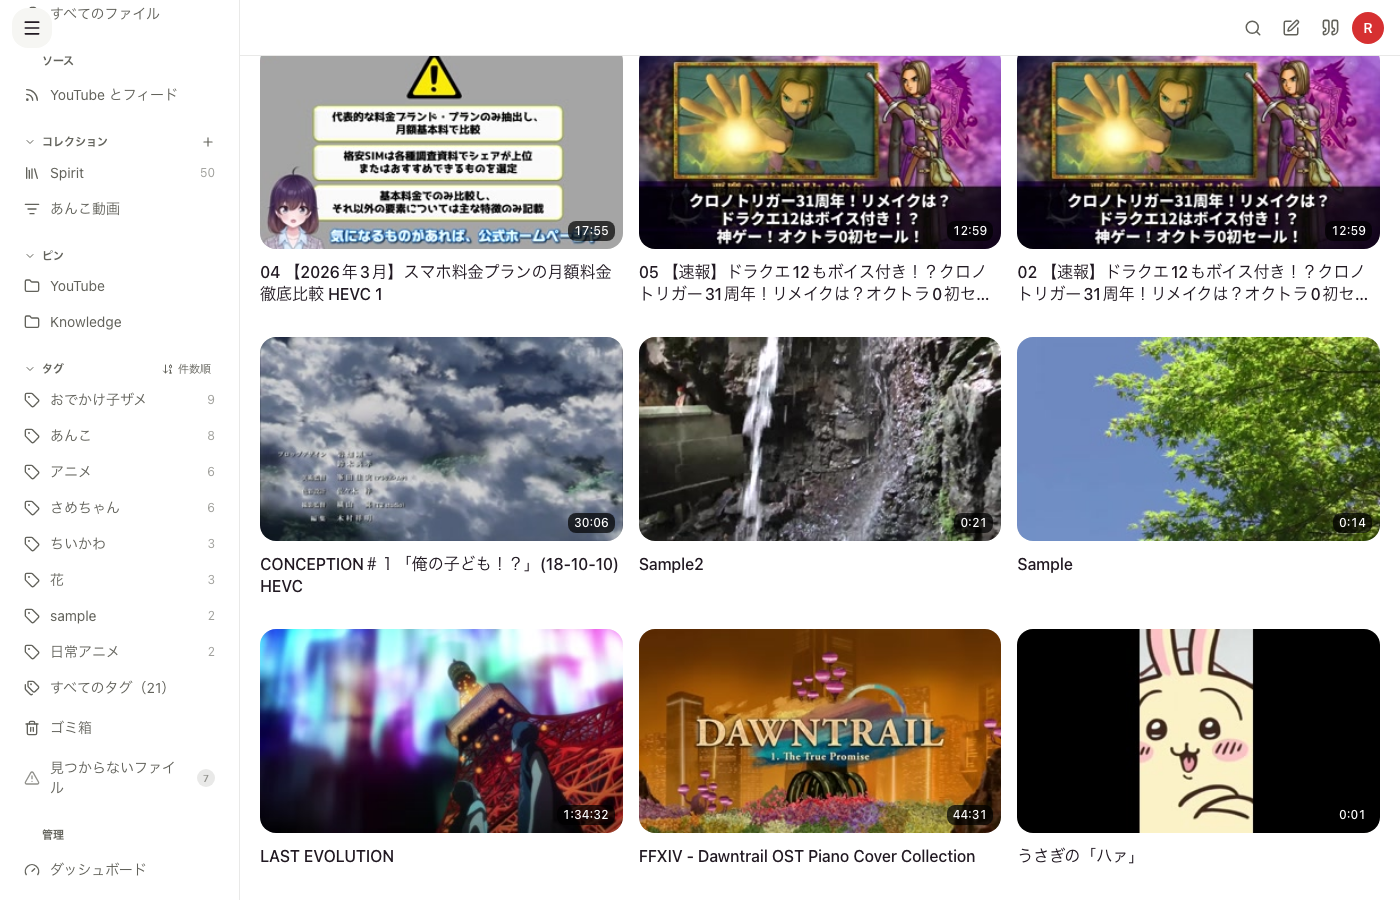 すべてのファイル
R
ソース
YouTube とフィード
コレクション
Spirit 50
あんこ動画
ピン
YouTube
Knowledge
タグ 件数順
おでかけ子ザメ 9
あんこ 8
アニメ 6
さめちゃん 6
ちいかわ 3
花 3
sample 2
日常アニメ 2
すべてのタグ（21）
ゴミ箱
見つからないファイ
ル 7
管理
ダッシュボード
代表的な料金ブランド・プランのみ抽出し、
月額基本料で比較
格安SIMは各種調査資料でシェアが上位
またはおすすめできるものを選定
基本料金でのみ比較し、
それ以外の要素については主な特徴のみ記載
気になるものがあれば、公式ホームペー
17:55
04 【2026年3月】スマホ料金プランの月額料金
徹底比較 HEVC 1
クロノトリガー31周年！リメイクは？
ドラクエ12はボイス付き！？
神ゲー！オクトラ0初セール！
12:59
05 【速報】ドラクエ12もボイス付き！？クロノ
トリガー31周年！リメイクは？オクトラ0初セ...
クロノトリガー31周年！リメイクは？
ドラクエ12はボイス付き！？
神ゲー！オクトラ0初セール！
12:59
02 【速報】ドラクエ12もボイス付き！？クロノ
トリガー31周年！リメイクは？オクトラ0初セ...
30:06
CONCEPTION＃１「俺の子ども！？」(18-10-10)
HEVC
0:21
Sample2
0:14
Sample
1:34:32
LAST EVOLUTION
DAWNTRAIL
1. The True Promise
44:31
FFXIV - Dawntrail OST Piano Cover Collection
0:01
うさぎの「ハァ」